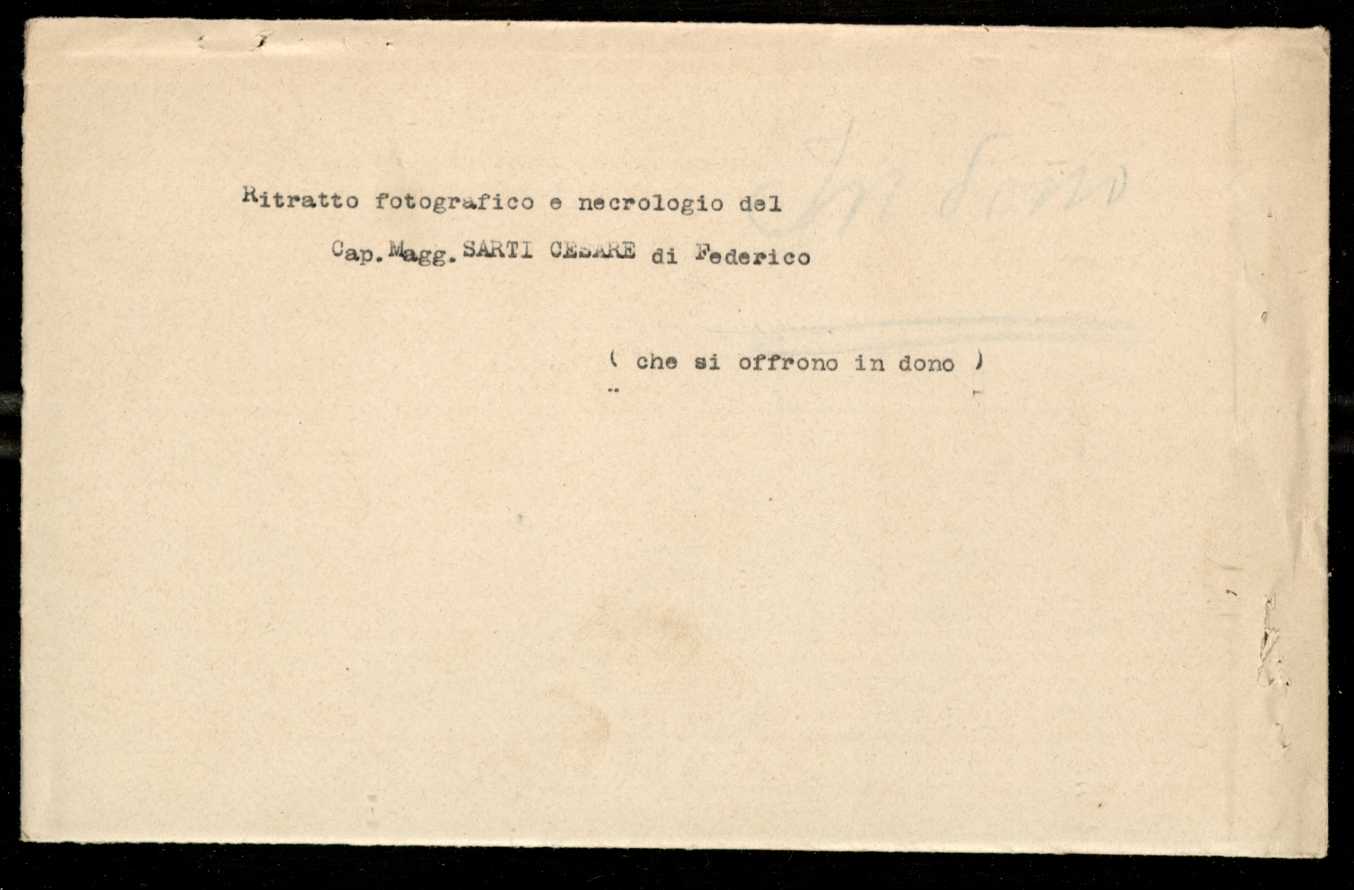 In dono
Ritratto fotografico e necrologio del
Cap. Magg. SARTI CESARE di Federico
( che si offrono in dono )